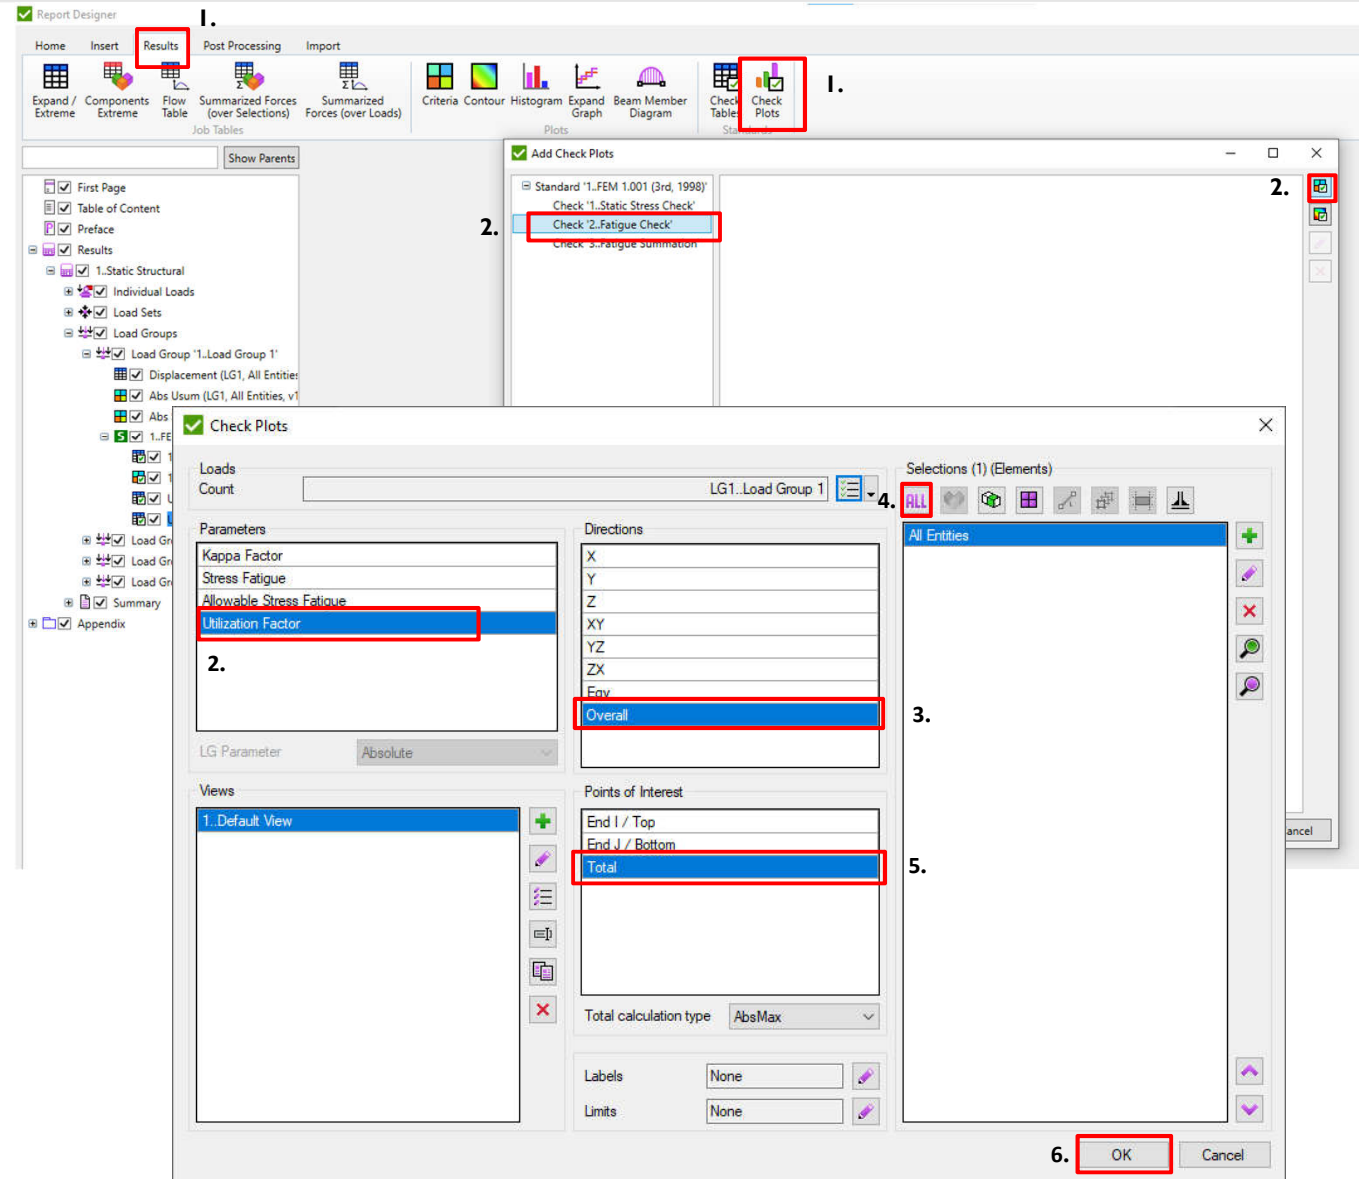 Report Designer
1.
Home Insert Results Post Processing Import
Expand / Extreme
Components Extreme
Flow Table
Summarized Forces (over Selections)
Summarized Forces (over Loads)
Criteria Contour Histogram
Expand Graph
Beam Member Diagram
Check Tables
Check Plots
1.
Job Tables
Plots
Standards
Show Parents
First Page
Table of Content
Preface
Results
1..Static Structural
Individual Loads
Load Sets
Load Groups
Load Group '1..Load Group 1'
Displacement (LG1, All Entities
Abs Usum (LG1, All Entities, v1
Abs
S 1..FE
1
1
U
U
Load Gr
Load Gr
Load Gr
Summary
Appendix
Add Check Plots
Standard '1..FEM 1.001 (3rd, 1998)'
Check '1..Static Stress Check'
2.
Check '2..Fatigue Check'
Check '3..Fatigue Summation'
2.
ancel
Check Plots
Loads
Count
LG1..Load Group 1
Parameters
Kappa Factor
Stress Fatigue
Allowable Stress Fatigue
Utilization Factor
2.
LG Parameter Absolute
Directions
X
Y
Z
XY
YZ
ZX
Eqv
Overall
3.
Selections (1) (Elements)
4.
ALL
All Entities
Views
1..Default View
Points of Interest
End I / Top
End J / Bottom
Total
5.
Total calculation type AbsMax
Labels None
Limits None
6.
OK
Cancel